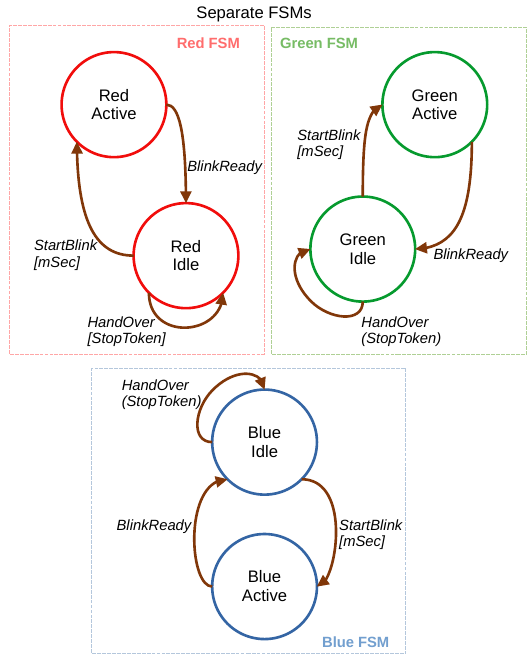 Separate FSMs
Red FSM
Red
Active
BlinkReady
StartBlink
[mSec]
Red
Idle
HandOver
[StopToken]
Green FSM
Green
Active
StartBlink
[mSec]
Green
Idle
BlinkReady
HandOver
(StopToken)
HandOver
(StopToken)
Blue
Idle
BlinkReady
StartBlink
[mSec]
Blue
Active
Blue FSM